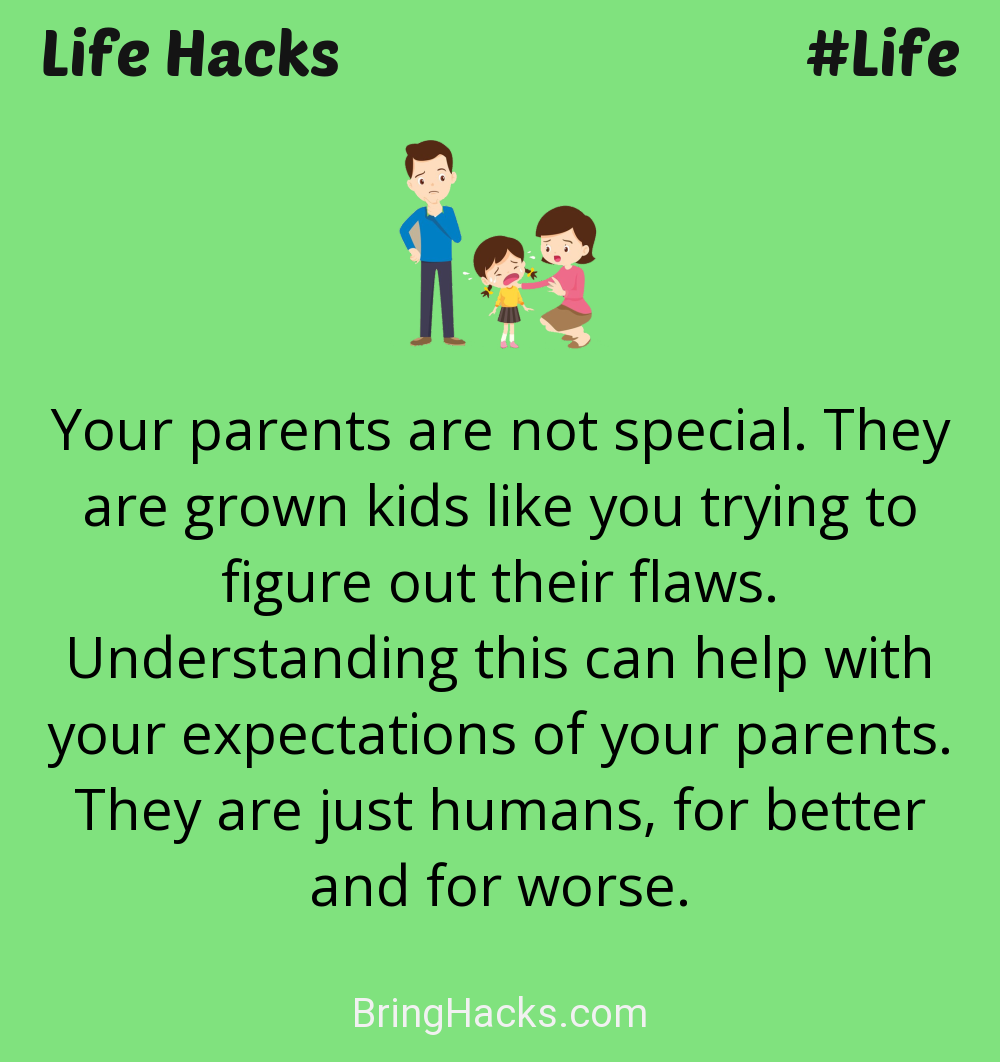 Life Hacks
#Life
Your parents are not special. They
are grown kids like you trying to
figure out their flaws.
Understanding this can help with
your expectations of your parents.
They are just humans, for better
and for worse.
BringHacks.com